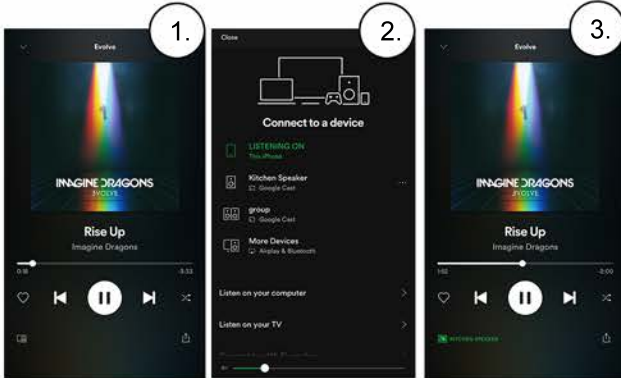 1.
Evolve
IMAGINE DRAGONS
EVOLVE
Rise Up
Imagine Dragons
0:18
-3:33
2.
Close
Connect to a device
LISTENING ON
This iPhone
Kitchen Speaker
Google Cast
group
Google Cast
More Devices
Airplay & Bluetooth
Listen on your computer
Listen on your TV
3.
Evolve
IMAGINE DRAGONS
EVOLVE
Rise Up
Imagine Dragons
1:52
-2:00
KITCHEN SPEAKER